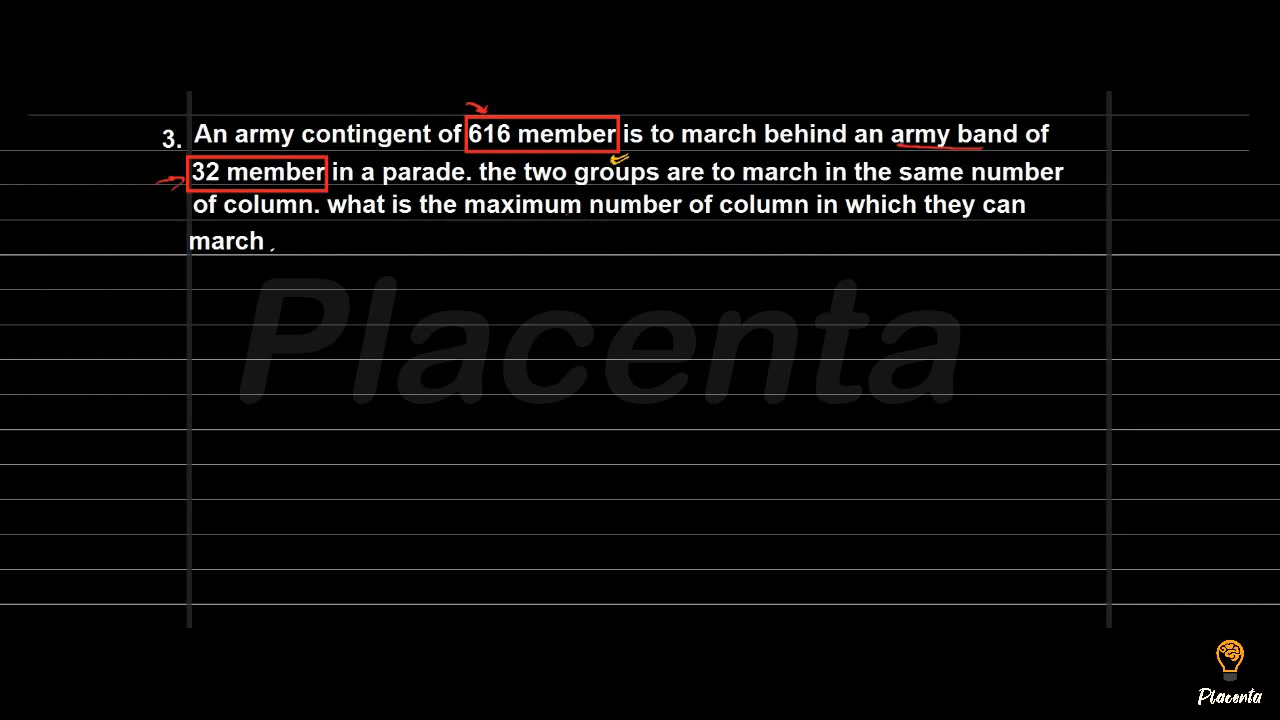 3. An army contingent of 616 member is to march behind an army band of
32 member in a parade. the two groups are to march in the same number
of column. what is the maximum number of column in which they can
march .
Placenta
Placenta